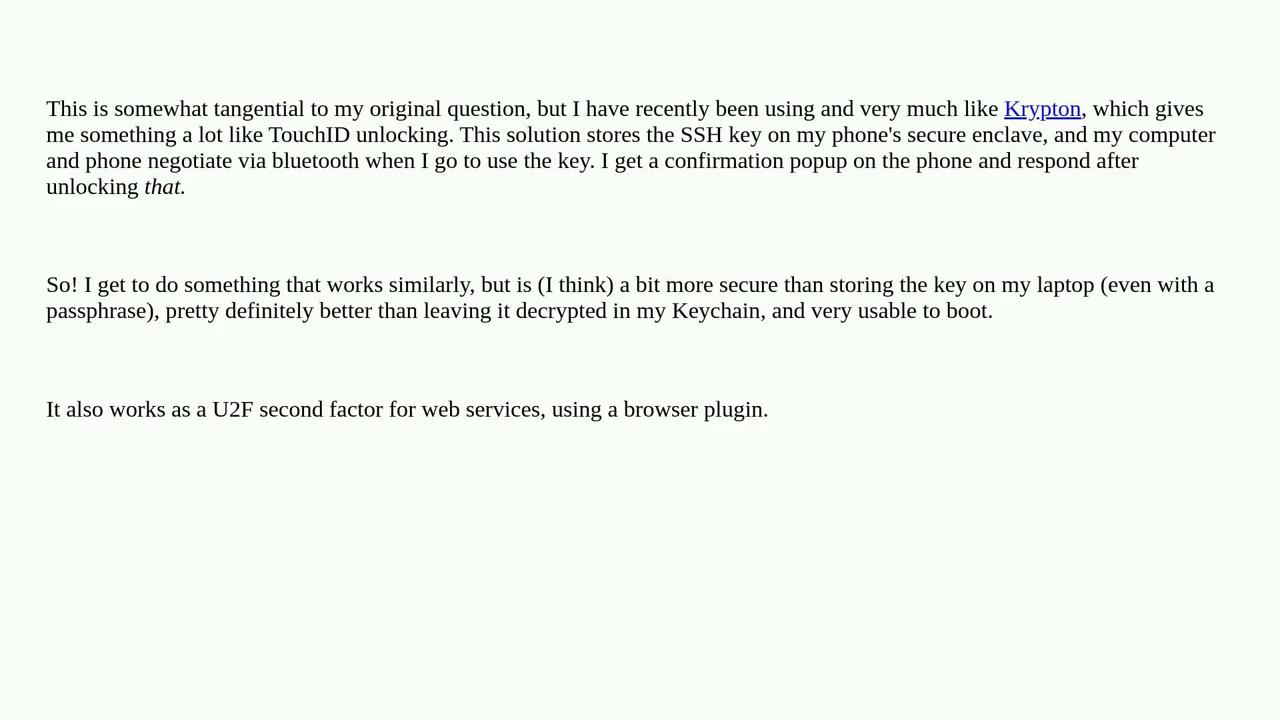 This is somewhat tangential to my original question, but I have recently been using and very much like Krypton, which gives
me something a lot like TouchID unlocking. This solution stores the SSH key on my phone's secure enclave, and my computer
and phone negotiate via bluetooth when I go to use the key. I get a confirmation popup on the phone and respond after
unlocking that.
So! I get to do something that works similarly, but is (I think) a bit more secure than storing the key on my laptop (even with a
passphrase), pretty definitely better than leaving it decrypted in my Keychain, and very usable to boot.
It also works as a U2F second factor for web services, using a browser plugin.